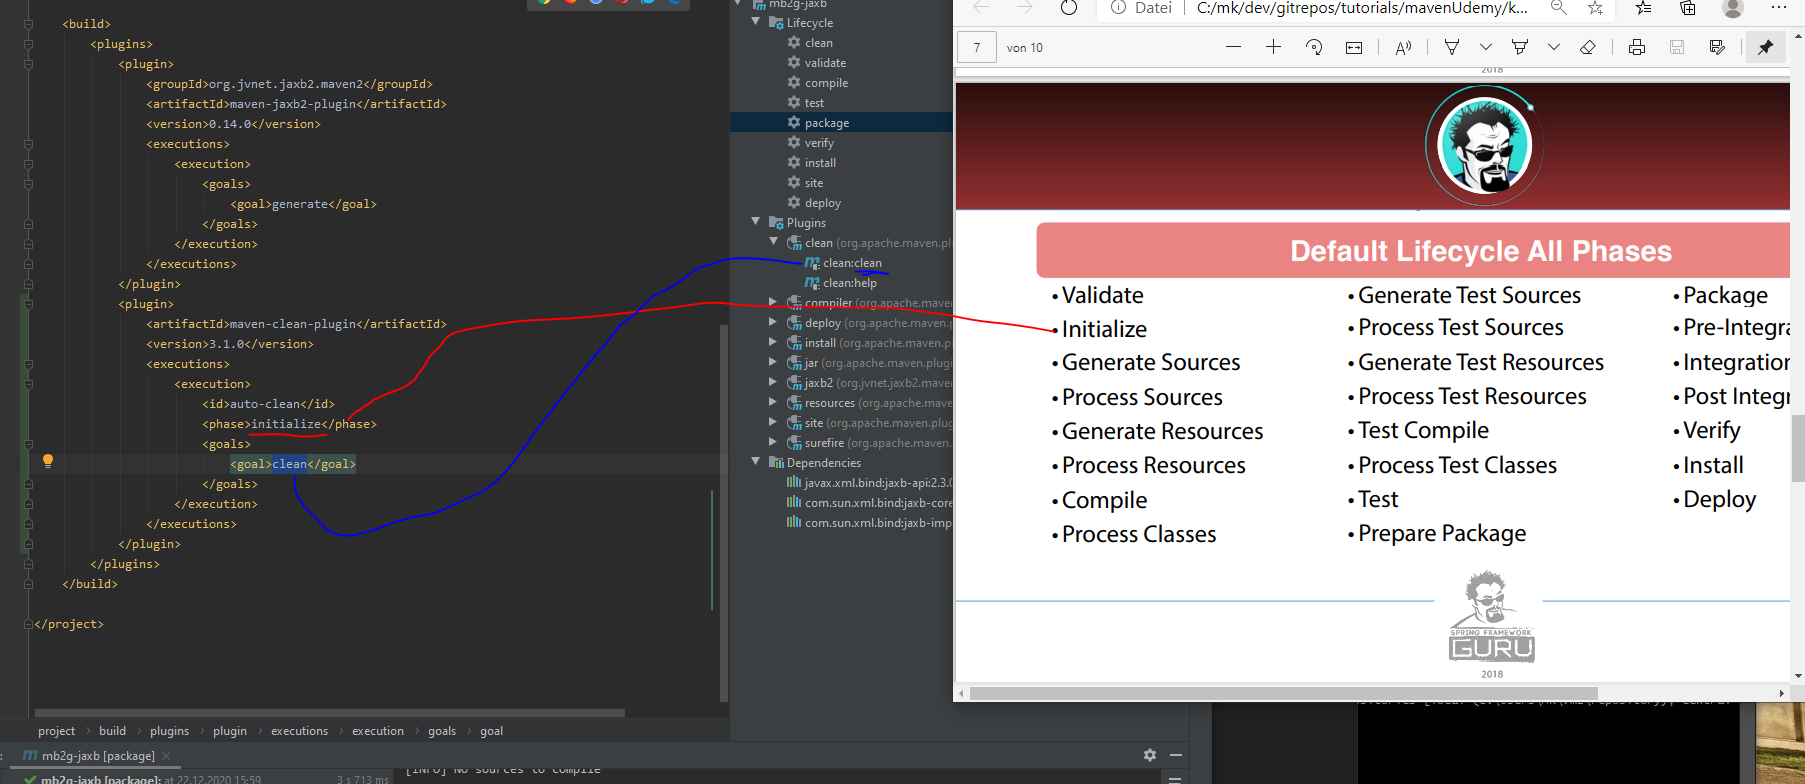 <build>
<plugins>
<plugin>
<groupId>org.jvnet.jaxb2.maven2</groupId>
<artifactId>maven-jaxb2-plugin</artifactId>
<version>0.14.0</version>
<executions>
<execution>
<goals>
<goal>generate</goal>
</goals>
</execution>
</executions>
</plugin>
<plugin>
<artifactId>maven-clean-plugin</artifactId>
<version>3.1.0</version>
<executions>
<execution>
<id>auto-clean</id>
<phase>initialize</phase>
<goals>
<goal>clean</goal>
</goals>
</execution>
</executions>
</plugin>
</plugins>
</build>
</project>
project > build > plugins > plugin > executions > execution > goals > goal
mb2g-jaxb [package] ×
mb2g-jaxb [package]: at 22.12.2020 15:59 3 s 713 ms
[INFO] No sources to compile
mb2g-jaxb
Lifecycle
clean
validate
compile
test
package
verify
install
site
deploy
Plugins
clean (org.apache.maven.plu
clean:clean
clean:help
compiler (org.apache.maven
deploy (org.apache.maven.p
install (org.apache.maven.pl
jar (org.apache.maven.plugin
jaxb2 (org.jvnet.jaxb2.maven
resources (org.apache.maven
site (org.apache.maven.plug
surefire (org.apache.maven.
Dependencies
javax.xml.bind:jaxb-api:2.3.0
com.sun.xml.bind:jaxb-core
com.sun.xml.bind:jaxb-imp
Datei | C:/mk/dev/gitrepos/tutorials/mavenUdemy/k...
7 von 10
2018
Default Lifecycle All Phases
• Validate
• Initialize
• Generate Sources
• Process Sources
• Generate Resources
• Process Resources
• Compile
• Process Classes
• Generate Test Sources
• Process Test Sources
• Generate Test Resources
• Process Test Resources
• Test Compile
• Process Test Classes
• Test
• Prepare Package
• Package
• Pre-Integra
• Integration
• Post Integr
• Verify
• Install
• Deploy
SPRING FRAMEWORK
GURU
2018